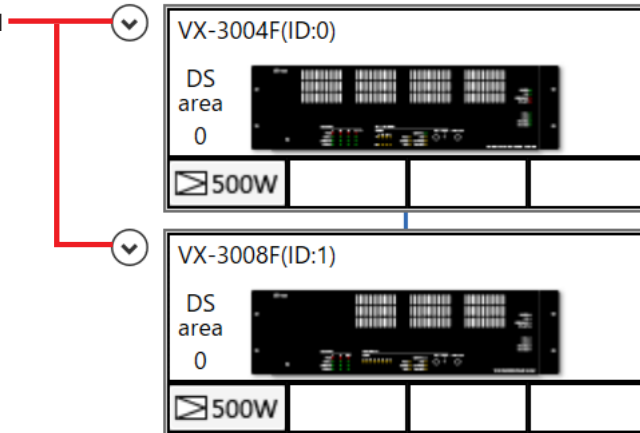 VX-3004F(ID:0)
DS
area
0
500W
VX-3008F(ID:1)
DS
area
0
500W